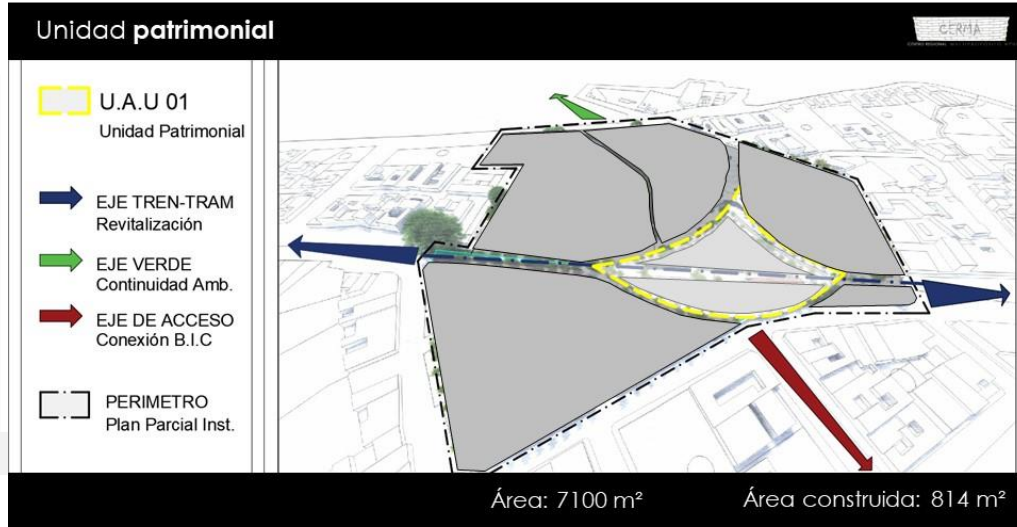 Unidad patrimonial
CERMA
U.A.U 01
Unidad Patrimonial
EJE TREN-TRAM
Revitalización
EJE VERDE
Continuidad Amb.
EJE DE ACCESO
Conexión B.I.C
PERIMETRO
Plan Parcial Inst.
Área: 7100 m²
Área construida: 814 m²